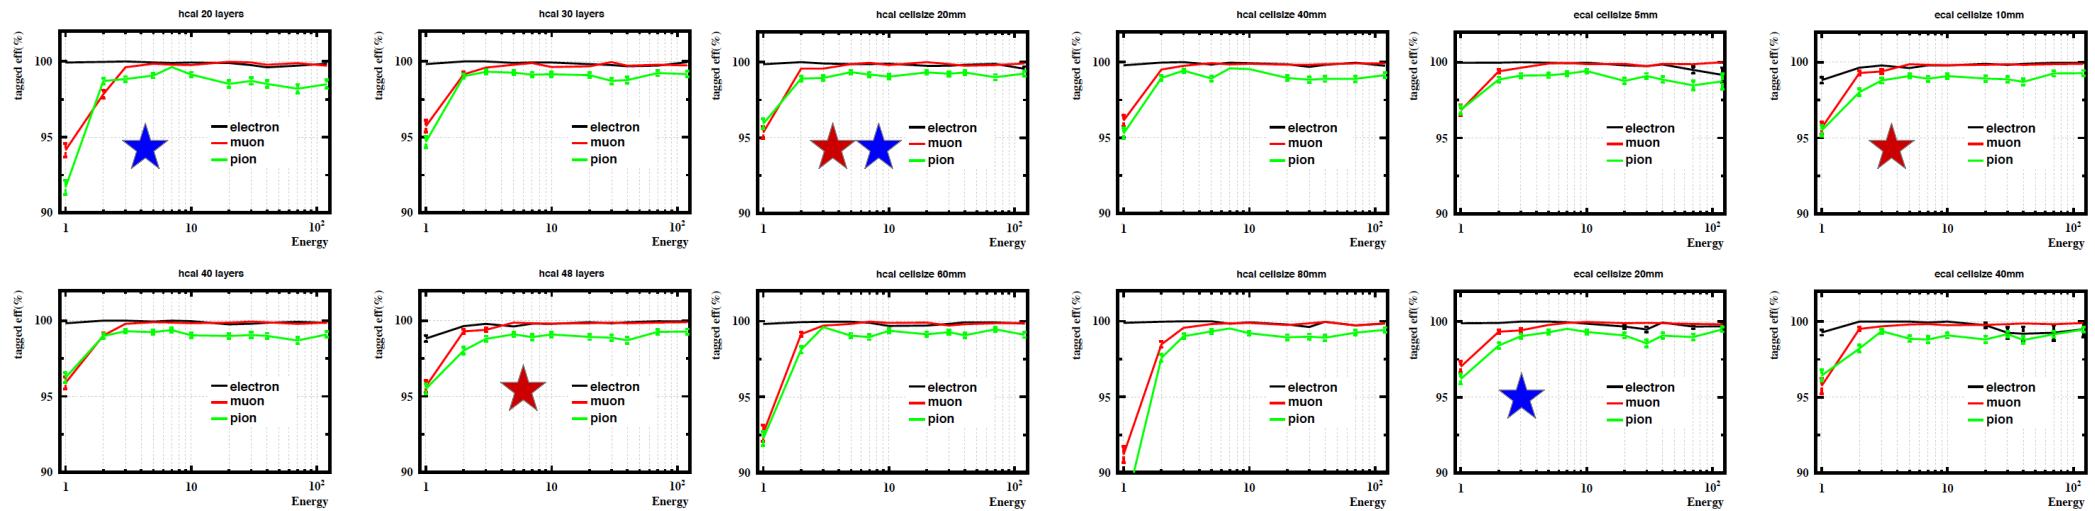 hcal 20 layers
tagged eff(%)
100
95
90
electron
muon
pion
1
10
10²
Energy
hcal 30 layers
tagged eff(%)
100
95
90
electron
muon
pion
1
10
10²
Energy
hcal cellsize 20mm
tagged eff(%)
100
95
90
electron
muon
pion
1
10
10²
Energy
hcal cellsize 40mm
tagged eff(%)
100
95
90
electron
muon
pion
1
10
10²
Energy
ecal cellsize 5mm
tagged eff(%)
100
95
90
electron
muon
pion
1
10
10²
Energy
ecal cellsize 10mm
tagged eff(%)
100
95
90
electron
muon
pion
1
10
10²
Energy
hcal 40 layers
tagged eff(%)
100
95
90
electron
muon
pion
1
10
10²
Energy
hcal 48 layers
tagged eff(%)
100
95
90
electron
muon
pion
1
10
10²
Energy
hcal cellsize 60mm
tagged eff(%)
100
95
90
electron
muon
pion
1
10
10²
Energy
hcal cellsize 80mm
tagged eff(%)
100
95
90
electron
muon
pion
1
10
10²
Energy
ecal cellsize 20mm
tagged eff(%)
100
95
90
electron
muon
pion
1
10
10²
Energy
ecal cellsize 40mm
tagged eff(%)
100
95
90
electron
muon
pion
1
10
10²
Energy